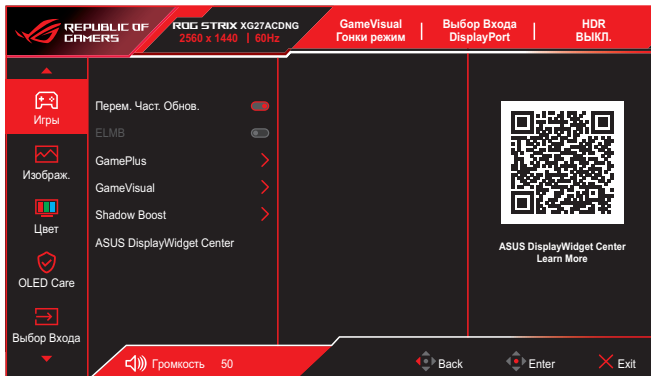 REPUBLIC OF
GAMERS
ROG STRIX XG27ACDNG
2560 x 1440 | 60Hz
GameVisual
Гонки режим
Выбор Входа
DisplayPort
HDR
ВЫКЛ.
Игры
Изображ.
Цвет
OLED Care
Выбор Входа
Перем. Част. Обнов.
ELMB
GamePlus
GameVisual
Shadow Boost
ASUS DisplayWidget Center
ASUS DisplayWidget Center
Learn More
Громкость 50
Back
Enter
Exit